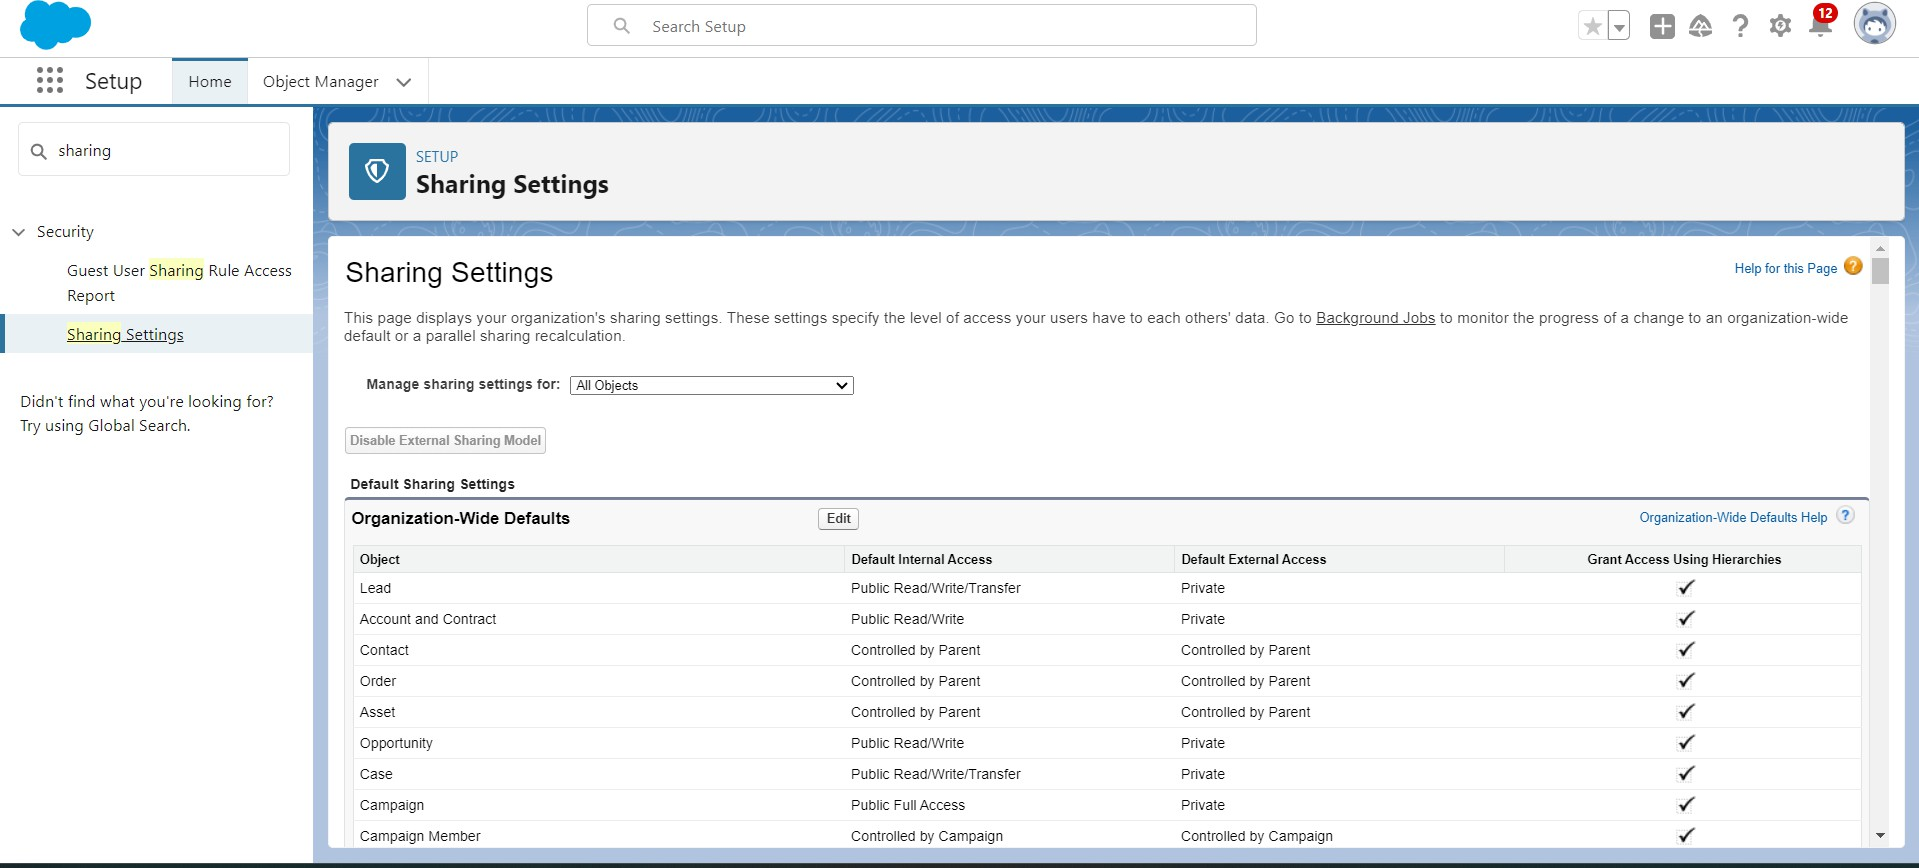 Search Setup
12
Setup
Home
Object Manager
sharing
Security
Guest User Sharing Rule Access
Report
Sharing Settings
Didn't find what you're looking for?
Try using Global Search.
SETUP
Sharing Settings
Sharing Settings
Help for this Page ?
This page displays your organization's sharing settings. These settings specify the level of access your users have to each others' data. Go to Background Jobs to monitor the progress of a change to an organization-wide
default or a parallel sharing recalculation.
Manage sharing settings for: All Objects
Disable External Sharing Model
Default Sharing Settings
Organization-Wide Defaults Edit Organization-Wide Defaults Help ?
Object Default Internal Access Default External Access Grant Access Using Hierarchies
Lead Public Read/Write/Transfer Private ✓
Account and Contract Public Read/Write Private ✓
Contact Controlled by Parent Controlled by Parent ✓
Order Controlled by Parent Controlled by Parent ✓
Asset Controlled by Parent Controlled by Parent ✓
Opportunity Public Read/Write Private ✓
Case Public Read/Write/Transfer Private ✓
Campaign Public Full Access Private ✓
Campaign Member Controlled by Campaign Controlled by Campaign ✓